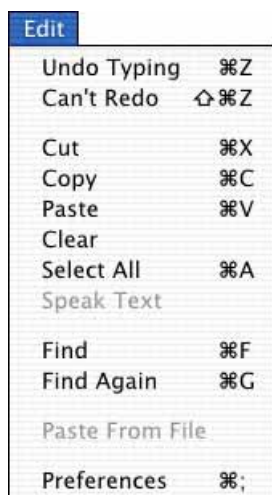 Edit
Undo Typing ⌘Z
Can't Redo ⇧⌘Z
Cut ⌘X
Copy ⌘C
Paste ⌘V
Clear
Select All ⌘A
Speak Text
Find ⌘F
Find Again ⌘G
Paste From File
Preferences ⌘;